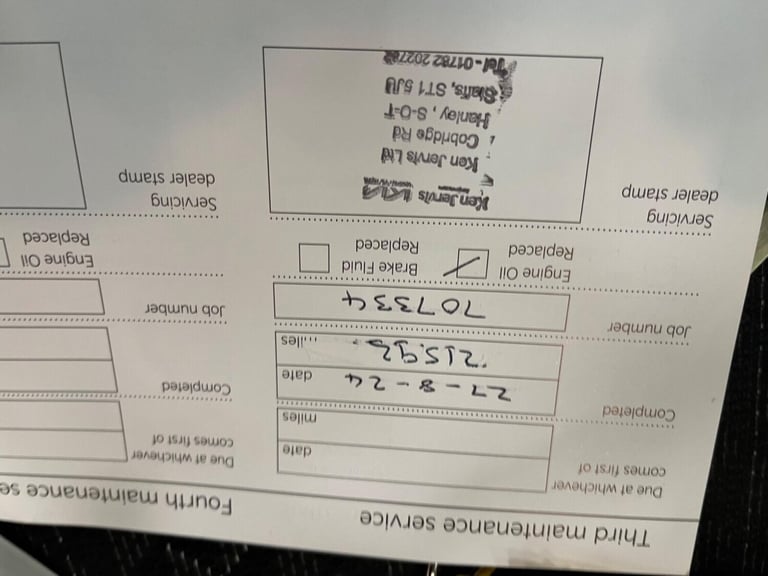 Third maintenance service
Due at whichever
comes first of
date
miles
Completed
27-8-24 date
21592 miles
Job number
707334
Engine Oil
Replaced
Brake Fluid
Replaced
Servicing
dealer stamp
Ken Jervis KIA
Ken Jervis Ltd
Cobridge Rd
Hanley, S-O-T
Staffs, ST1 5JU
Tel - 01782 202782
Fourth maintenance se
Due at whichever
comes first of
Completed
Job number
Engine Oil
Replaced
Servicing
dealer stamp